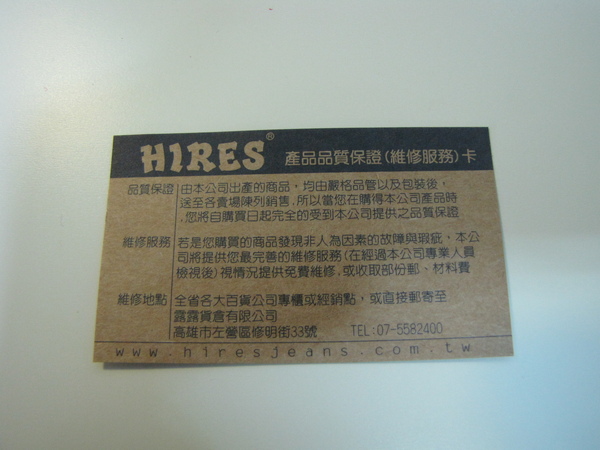 HIRES® 產品品質保證(維修服務)卡
品質保證 由本公司出產的商品，均由嚴格品管以及包裝後，
送至各賣場陳列銷售，所以當您在購得本公司產品時
，您將自購買日起完全的受到本公司提供之品質保證
維修服務 若是您購買的商品發現非人為因素的故障與瑕疵，本公
司將提供您最完善的維修服務(在經過本公司專業人員
檢視後)視情況提供免費維修，或收取部份郵、材料費
維修地點 全省各大百貨公司專櫃或經銷點，或直接郵寄至
露露貨倉有限公司
高雄市左營區修明街33號 TEL:07-5582400
www.hiresjeans.com.tw